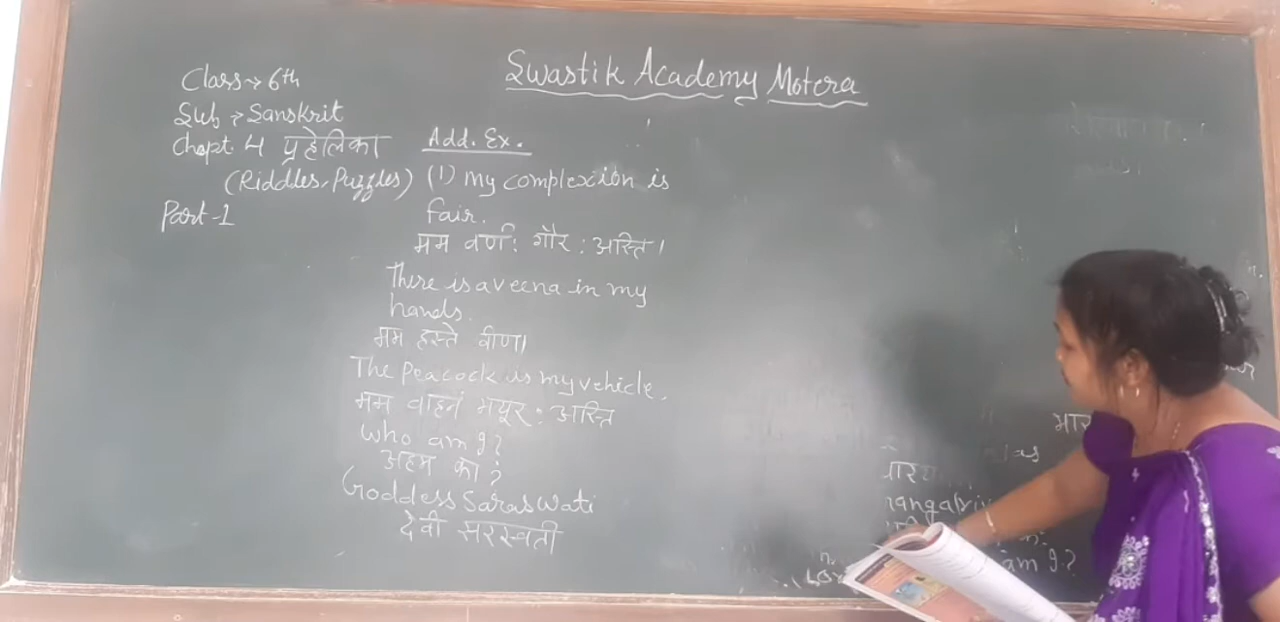 Swastik Academy Motera
Class → 6th
Sub → Sanskrit
Chapt. 4 प्रहेलिका
(Riddles, Puzzles)
Part-1
Add. Ex.
(1) My complexion is
fair.
मम वर्णः गौरः अस्ति।
There is a veena in my
hands.
मम हस्ते वीणा
The Peacock is my vehicle.
मम वाहनं मयूरः अस्ति
Who am I?
अहम का?
Goddess Saraswati
देवी सरस्वती
am I?